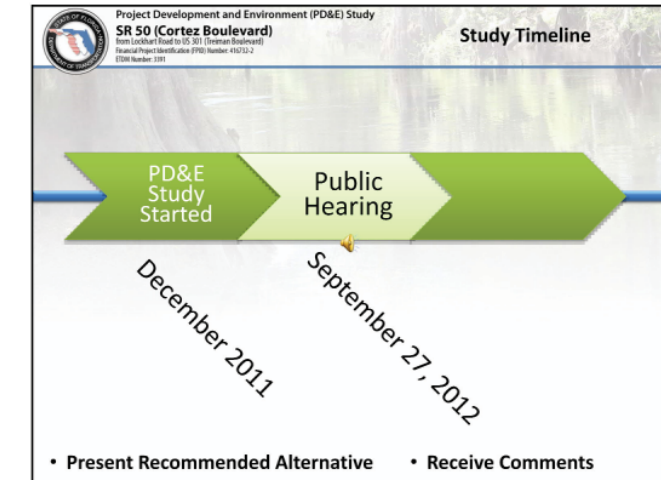 Project Development and Environment (PD&E) Study
SR 50 (Cortez Boulevard)
from Lockhart Road to US 301 (Treiman Boulevard)
Financial Project Identification (FPID) Number: 416732-2
ETDM Number: 3391
Study Timeline
PD&E
Study
Started
Public
Hearing
December 2011
September 27, 2012
• Present Recommended Alternative
• Receive Comments